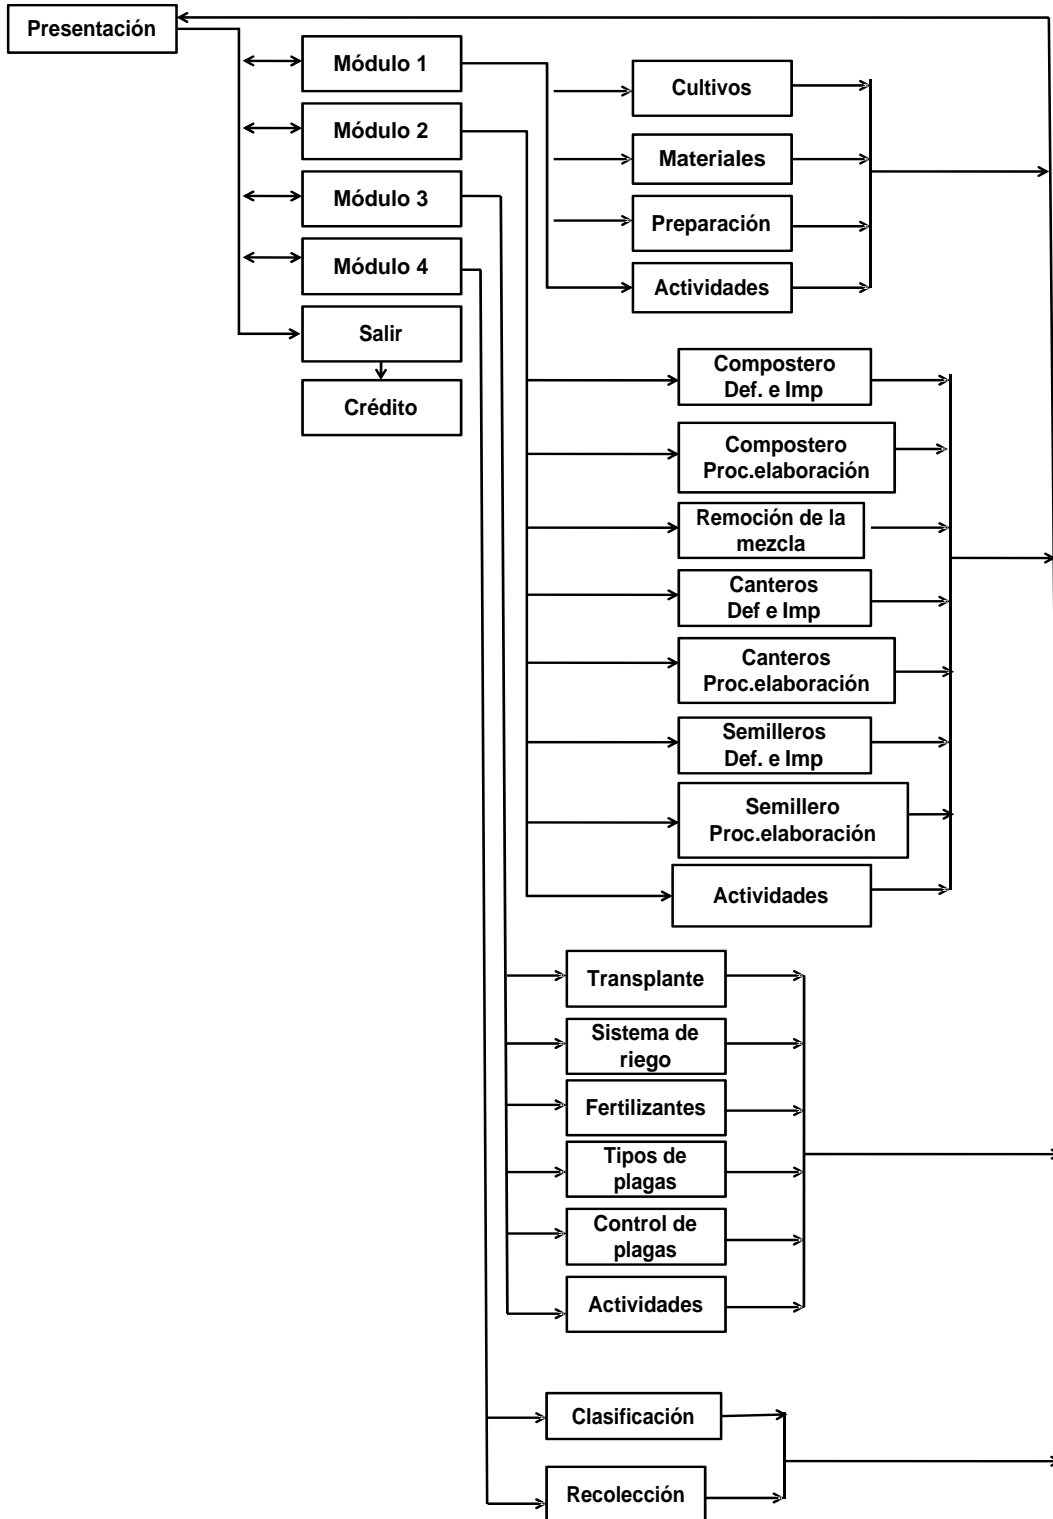 Presentación
Módulo 1
Módulo 2
Módulo 3
Módulo 4
Salir
Crédito
Cultivos
Materiales
Preparación
Actividades
Compostero
Def. e Imp
Compostero
Proc.elaboración
Remoción de la
mezcla
Canteros
Def e Imp
Canteros
Proc.elaboración
Semilleros
Def. e Imp
Semillero
Proc.elaboración
Actividades
Transplante
Sistema de
riego
Fertilizantes
Tipos de
plagas
Control de
plagas
Actividades
Clasificación
Recolección